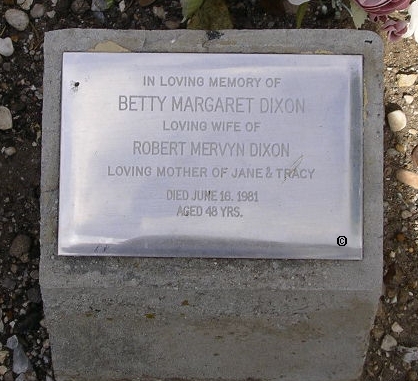 IN LOVING MEMORY OF
BETTY MARGARET DIXON
LOVING WIFE OF
ROBERT MERVYN DIXON
LOVING MOTHER OF JANE & TRACY
DIED JUNE 16. 1981
AGED 48 YRS.
©